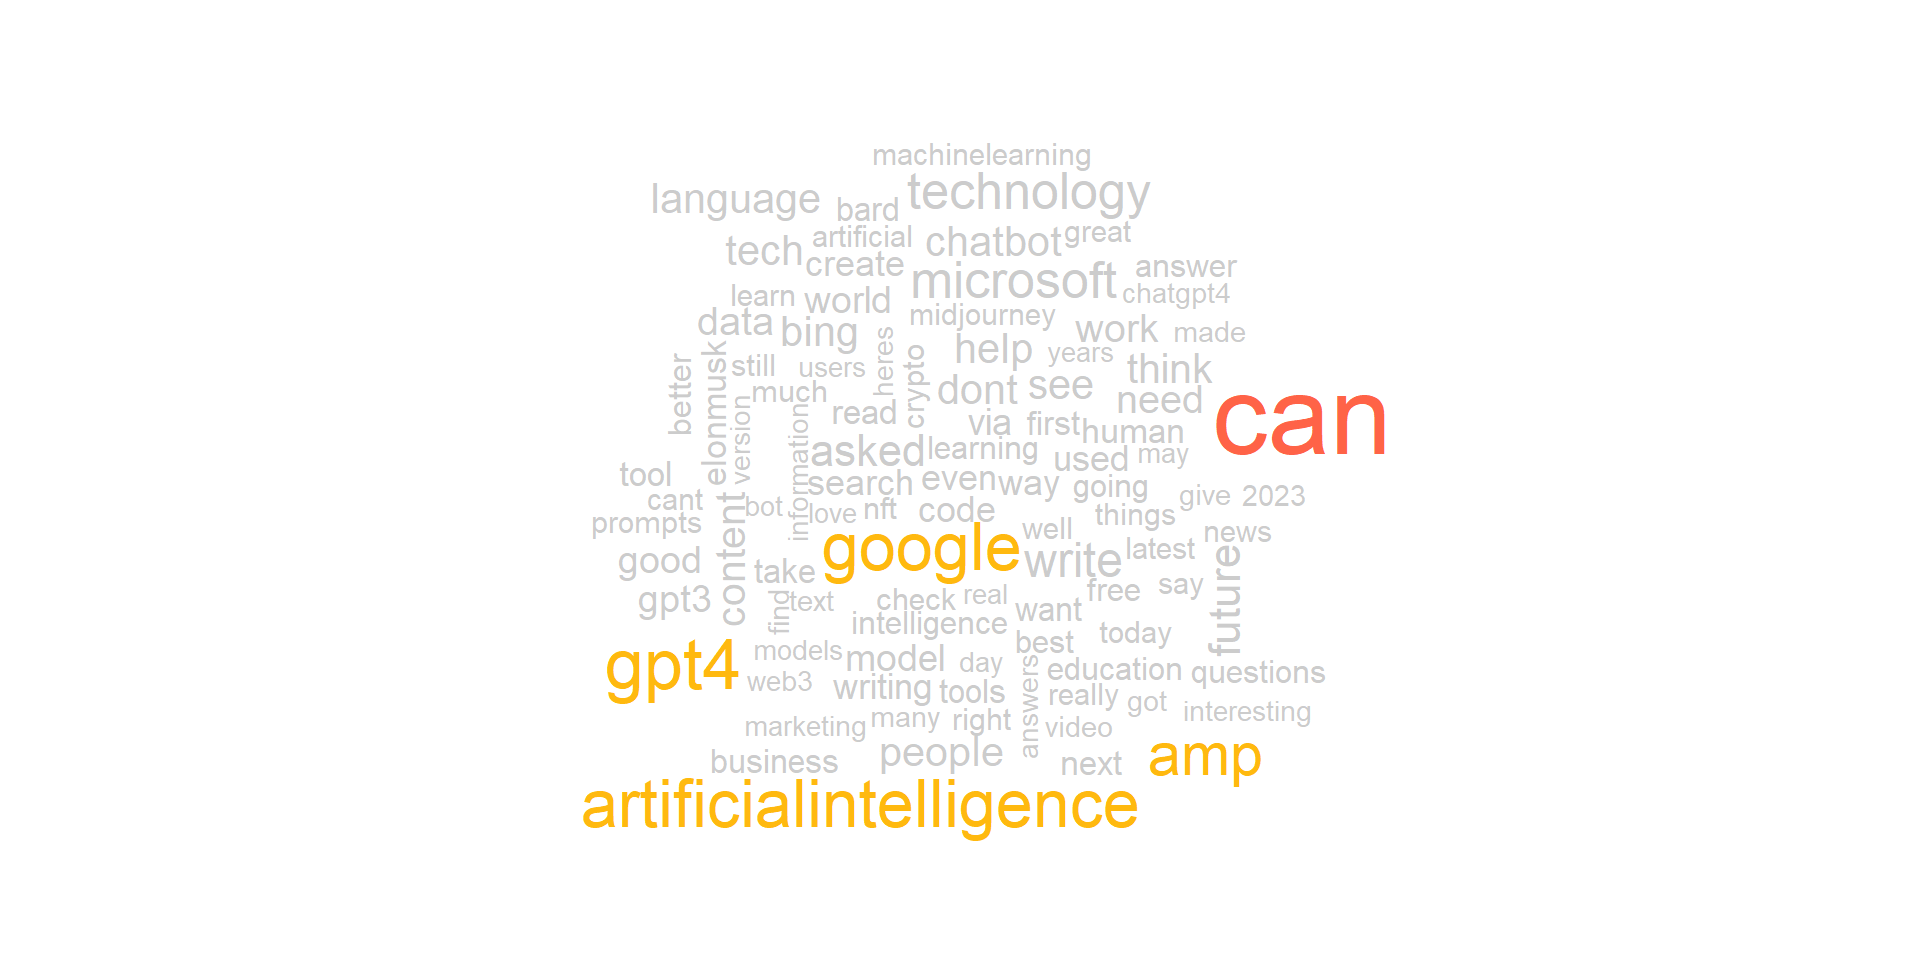 machinelearning
language bard technology
tech artificial chatbot great
create microsoft answer
learn world chatgpt4
data bing midjourney work made
better elonmusk still users heres crypto help years think
much dont see need can
version read via first human
information asked learning used may
tool search even way going give 2023
cant bot love nft code things
prompts content google well news
good take write latest future
gpt3 find text check real want free say
intelligence best today
gpt4 models model day answers education questions
web3 writing tools really got interesting
marketing many right video
business people next amp
artificialintelligence